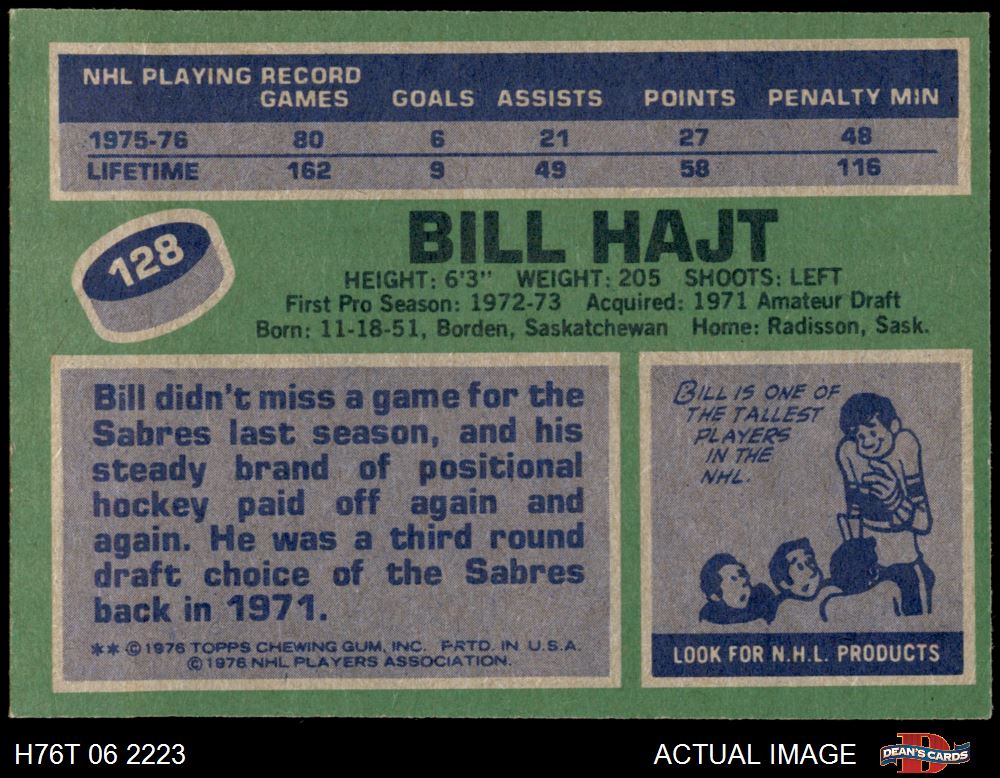 NHL PLAYING RECORD
GAMES GOALS ASSISTS POINTS PENALTY MIN
1975-76 80 6 21 27 48
LIFETIME 162 9 49 58 116
128
BILL HAJT
HEIGHT: 6'3" WEIGHT: 205 SHOOTS: LEFT
First Pro Season: 1972-73 Acquired: 1971 Amateur Draft
Born: 11-18-51, Borden, Saskatchewan Home: Radisson, Sask.
Bill didn't miss a game for the
Sabres last season, and his
steady brand of positional
hockey paid off again and
again. He was a third round
draft choice of the Sabres
back in 1971.
** © 1976 TOPPS CHEWING GUM, INC. PRTD. IN U.S.A.
© 1976 NHL PLAYERS ASSOCIATION.
BILL IS ONE OF
THE TALLEST
PLAYERS
IN THE
NHL.
LOOK FOR N.H.L. PRODUCTS
H76T 06 2223 ACTUAL IMAGE
D
DEAN'S CARDS